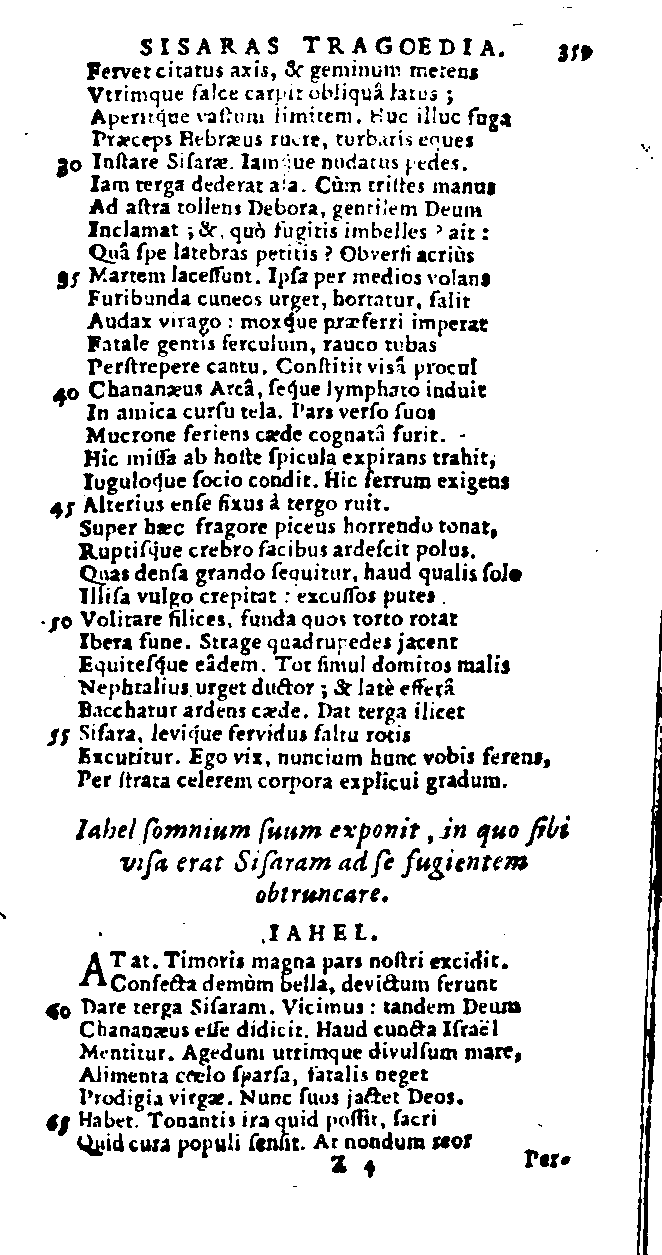 SISARAS TRAGOEDIA. 359
Fervet citatus axis, & geminum metens
Vtrimque falce carpit obliquâ latus ;
Aperitque vastum limitem. Huc illuc fuga
Præceps Hebræus ruere, turbatis eques
30 Instare Sisaræ. Iamque nudatus pedes.
Iam terga dederat ala. Cùm tristes manus
Ad astra tollens Debora, gentilem Deum
Inclamat ; &, quò fugitis imbelles ? ait :
Quâ spe latebras petitis ? Obversi acriùs
35 Martem lacessunt. Ipsa per medios volans
Furibunda cuneos urget, hortatur, salit
Audax virago : moxque præferri imperat
Fatale gentis ferculum, rauco tubas
Perstrepere cantu. Constitit visâ procul
40 Chananæus Arcâ, seque lymphato induit
In amica cursu tela. Pars verso suos
Mucrone feriens cæde cognatâ furit.
Hic missa ab hoste spicula expirans trahit,
Iuguloque socio condit. Hic ferrum exigens
45 Alterius ense fixus à tergo ruit.
Super hæc fragore piceus horrendo tonat,
Ruptisque crebro facibus ardescit polus.
Quas densa grando sequitur, haud qualis solo
Illisa vulgo crepitat : excussos putes
50 Volitare silices, funda quos torto rotat
Ibera fune. Strage quadrupedes jacent
Equitesque eâdem. Tot simul domitos malis
Nephtalius urget ductor ; & latè efferâ
Bacchatur ardens cæde. Dat terga ilicet
55 Sisara, levique fervidus saltu rotis
Excutitur. Ego vix, nuncium hunc vobis ferens,
Per strata celerem corpora explicui gradum.
Iahel somnium suum exponit, in quo sibi
visa erat Sisaram ad se fugientem
obtruncare.
IAHEL.
AT at. Timoris magna pars nostri excidit.
Confecta demùm bella, devictum ferunt
60 Dare terga Sisaram. Vicimus : tandem Deum
Chananæus esse didicit. Haud cuncta Israël
Mentitur. Agedum utrimque divulsum mare,
Alimenta cœlo sparsa, fatalis neget
Prodigia virgæ. Nunc suos jactet Deos.
65 Habet. Tonantis ira quid possit, sacri
Quid cura populi sensit. At nondum reor
Z 4 Per-